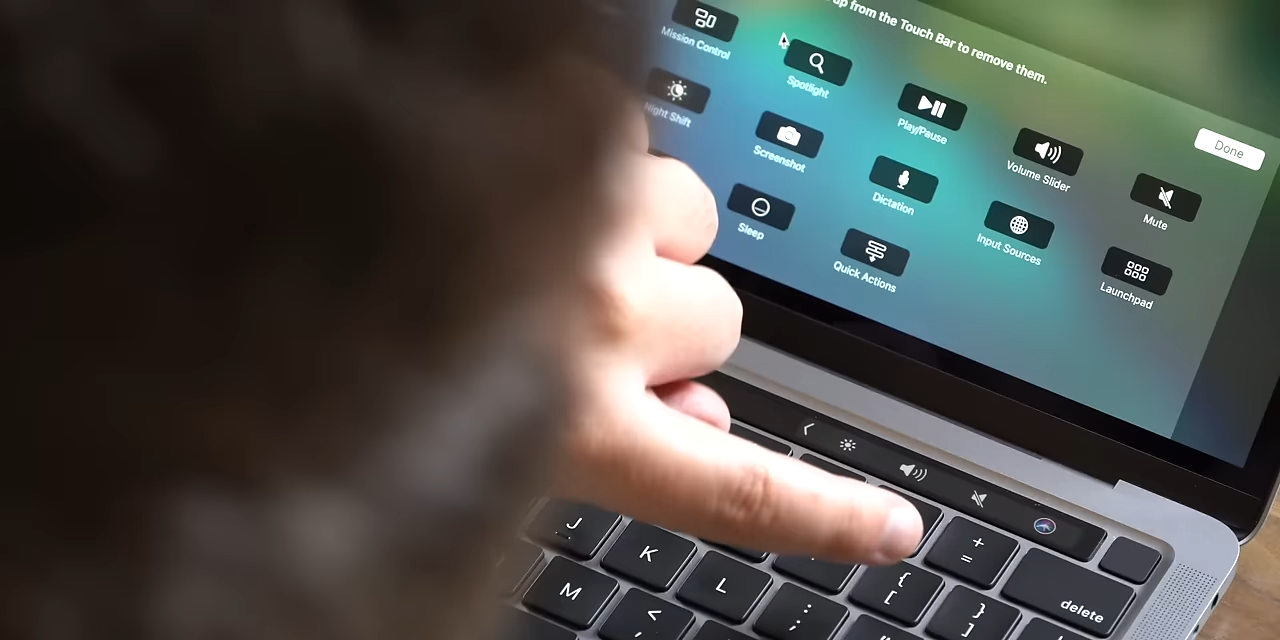 up from the Touch Bar to remove them.
Mission Control
Spotlight
Play/Pause
Volume Slider
Mute
Done
Night Shift
Screenshot
Dictation
Input Sources
Launchpad
Sleep
Quick Actions
+
=
delete
J
K
L
{
[
}
]
M
<
,
:
;
"